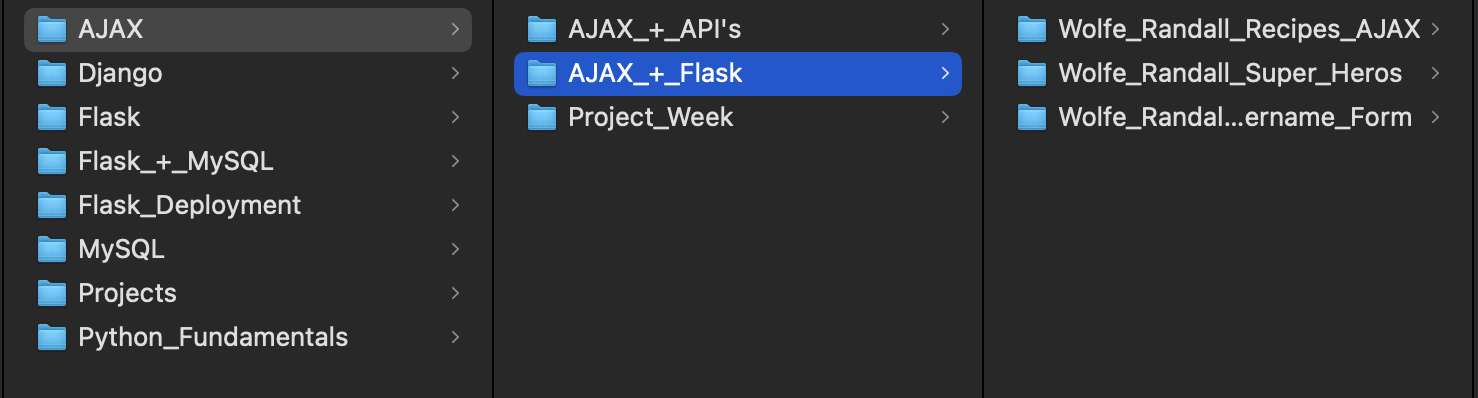 AJAX
Django
Flask
Flask_+_MySQL
Flask_Deployment
MySQL
Projects
Python_Fundamentals
AJAX_+_API's
AJAX_+_Flask
Project_Week
Wolfe_Randall_Recipes_AJAX
Wolfe_Randall_Super_Heros
Wolfe_Randal...ername_Form